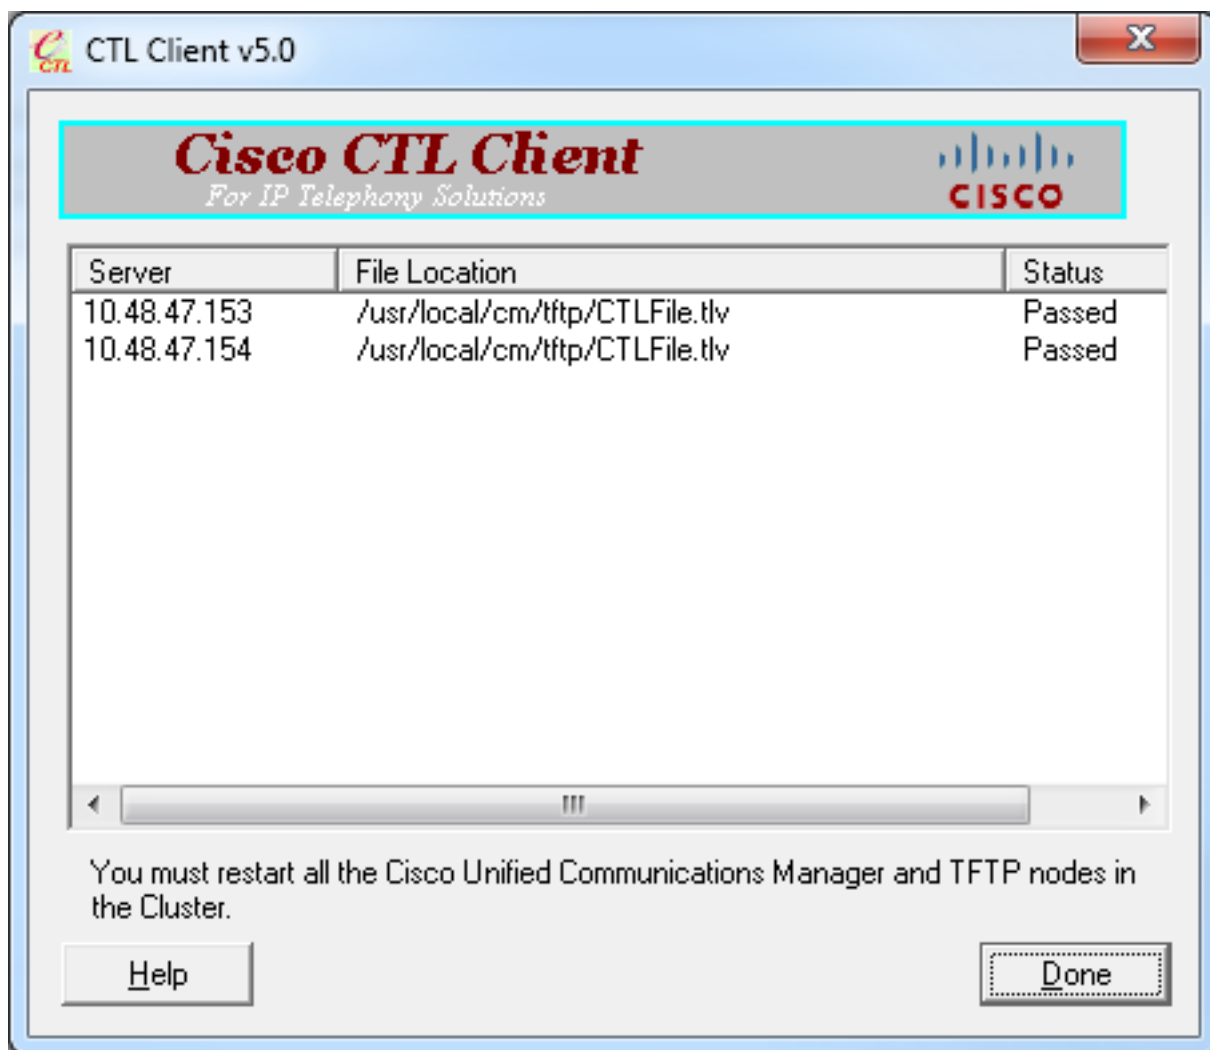 CTL Client v5.0
Cisco CTL Client
For IP Telephony Solutions
CISCO
Server File Location Status
10.48.47.153 /usr/local/cm/tftp/CTLFile.tlv Passed
10.48.47.154 /usr/local/cm/tftp/CTLFile.tlv Passed
You must restart all the Cisco Unified Communications Manager and TFTP nodes in
the Cluster.
Help Done